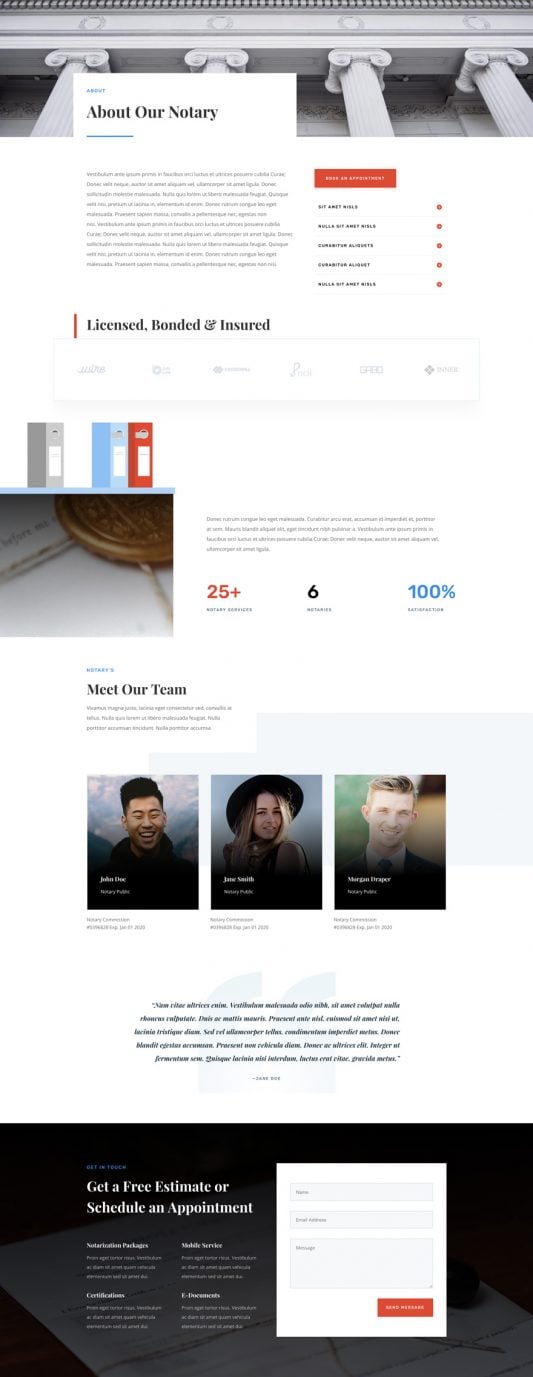 ABOUT
About Our Notary
Vestibulum ante ipsum primis in faucibus orci luctus et ultrices posuere cubilia Curae;
Donec velit neque, auctor sit amet aliquam vel, ullamcorper sit amet ligula. Donec
sollicitudin molestie malesuada. Nulla quis lorem ut libero malesuada feugiat. Quisque
velit nisi, pretium ut lacinia in, elementum id enim. Donec rutrum congue leo eget
malesuada. Praesent sapien massa, convallis a pellentesque nec, egestas non
nisi. Vestibulum ante ipsum primis in faucibus orci luctus et ultrices posuere cubilia
Curae; Donec velit neque, auctor sit amet aliquam vel, ullamcorper sit amet ligula. Donec
sollicitudin molestie malesuada. Nulla quis lorem ut libero malesuada feugiat. Quisque
velit nisi, pretium ut lacinia in, elementum id enim. Donec rutrum congue leo eget
malesuada. Praesent sapien massa, convallis a pellentesque nec, egestas non nisi.
BOOK AN APPOINTMENT
SIT AMET NISLS
NULLA SIT AMET NISLS
CURABITUR ALIQUETS
CURABITUR ALIQUET
NULLA SIT AMET NISLS
Licensed, Bonded & Insured
INNER
before me
Donec rutrum congue leo eget malesuada. Curabitur arcu erat, accumsan id imperdiet et, porttitor
at sem. Mauris blandit aliquet elit, eget tincidunt nibh pulvinar a. Vestibulum ante ipsum primis in
faucibus orci luctus et ultrices posuere cubilia Curae; Donec velit neque, auctor sit amet aliquam vel,
ullamcorper sit amet ligula.
25+
NOTARY SERVICES
6
NOTARIES
100%
SATISFACTION
NOTARY'S
Meet Our Team
Vivamus magna justo, lacinia eget consectetur sed, convallis at
tellus. Nulla quis lorem ut libero malesuada feugiat. Nulla
porttitor accumsan tincidunt. Nulla porttitor accumsa
John Doe
Notary Public
Jane Smith
Notary Public
Morgan Draper
Notary Public
Notary Commission
#0396828 Exp. Jan 01 2020
Notary Commission
#0396828 Exp. Jan 01 2020
Notary Commission
#0396828 Exp. Jan 01 2020
“Nam vitae ultrices enim. Vestibulum malesuada odio nibh, sit amet volutpat nulla
rhoncus vulputate. Duis ac mattis mauris. Praesent ante nisl, euismod sit amet nisi ut,
lacinia tristique diam. Sed vel ullamcorper tellus, condimentum imperdiet metus. Donec
blandit egestas accumsan. Praesent non vehicula diam. Donec ac ultrices elit. Integer ut
fermentum sem. Quisque lacinia nisi interdum, luctus erat vitae, gravida metus.”
–JANE DOE
GET IN TOUCH
Get a Free Estimate or
Schedule an Appointment
Notarization Packages
Proin eget tortor risus. Vestibulum
ac diam sit amet quam vehicula
elementum sed sit amet dui.
Mobile Service
Proin eget tortor risus. Vestibulum
ac diam sit amet quam vehicula
elementum sed sit amet dui.
Certifications
Proin eget tortor risus. Vestibulum
ac diam sit amet quam vehicula
elementum sed sit amet dui.
E-Documents
Proin eget tortor risus. Vestibulum
ac diam sit amet quam vehicula
elementum sed sit amet dui.
Name
Email Address
Message
SEND MESSAGE